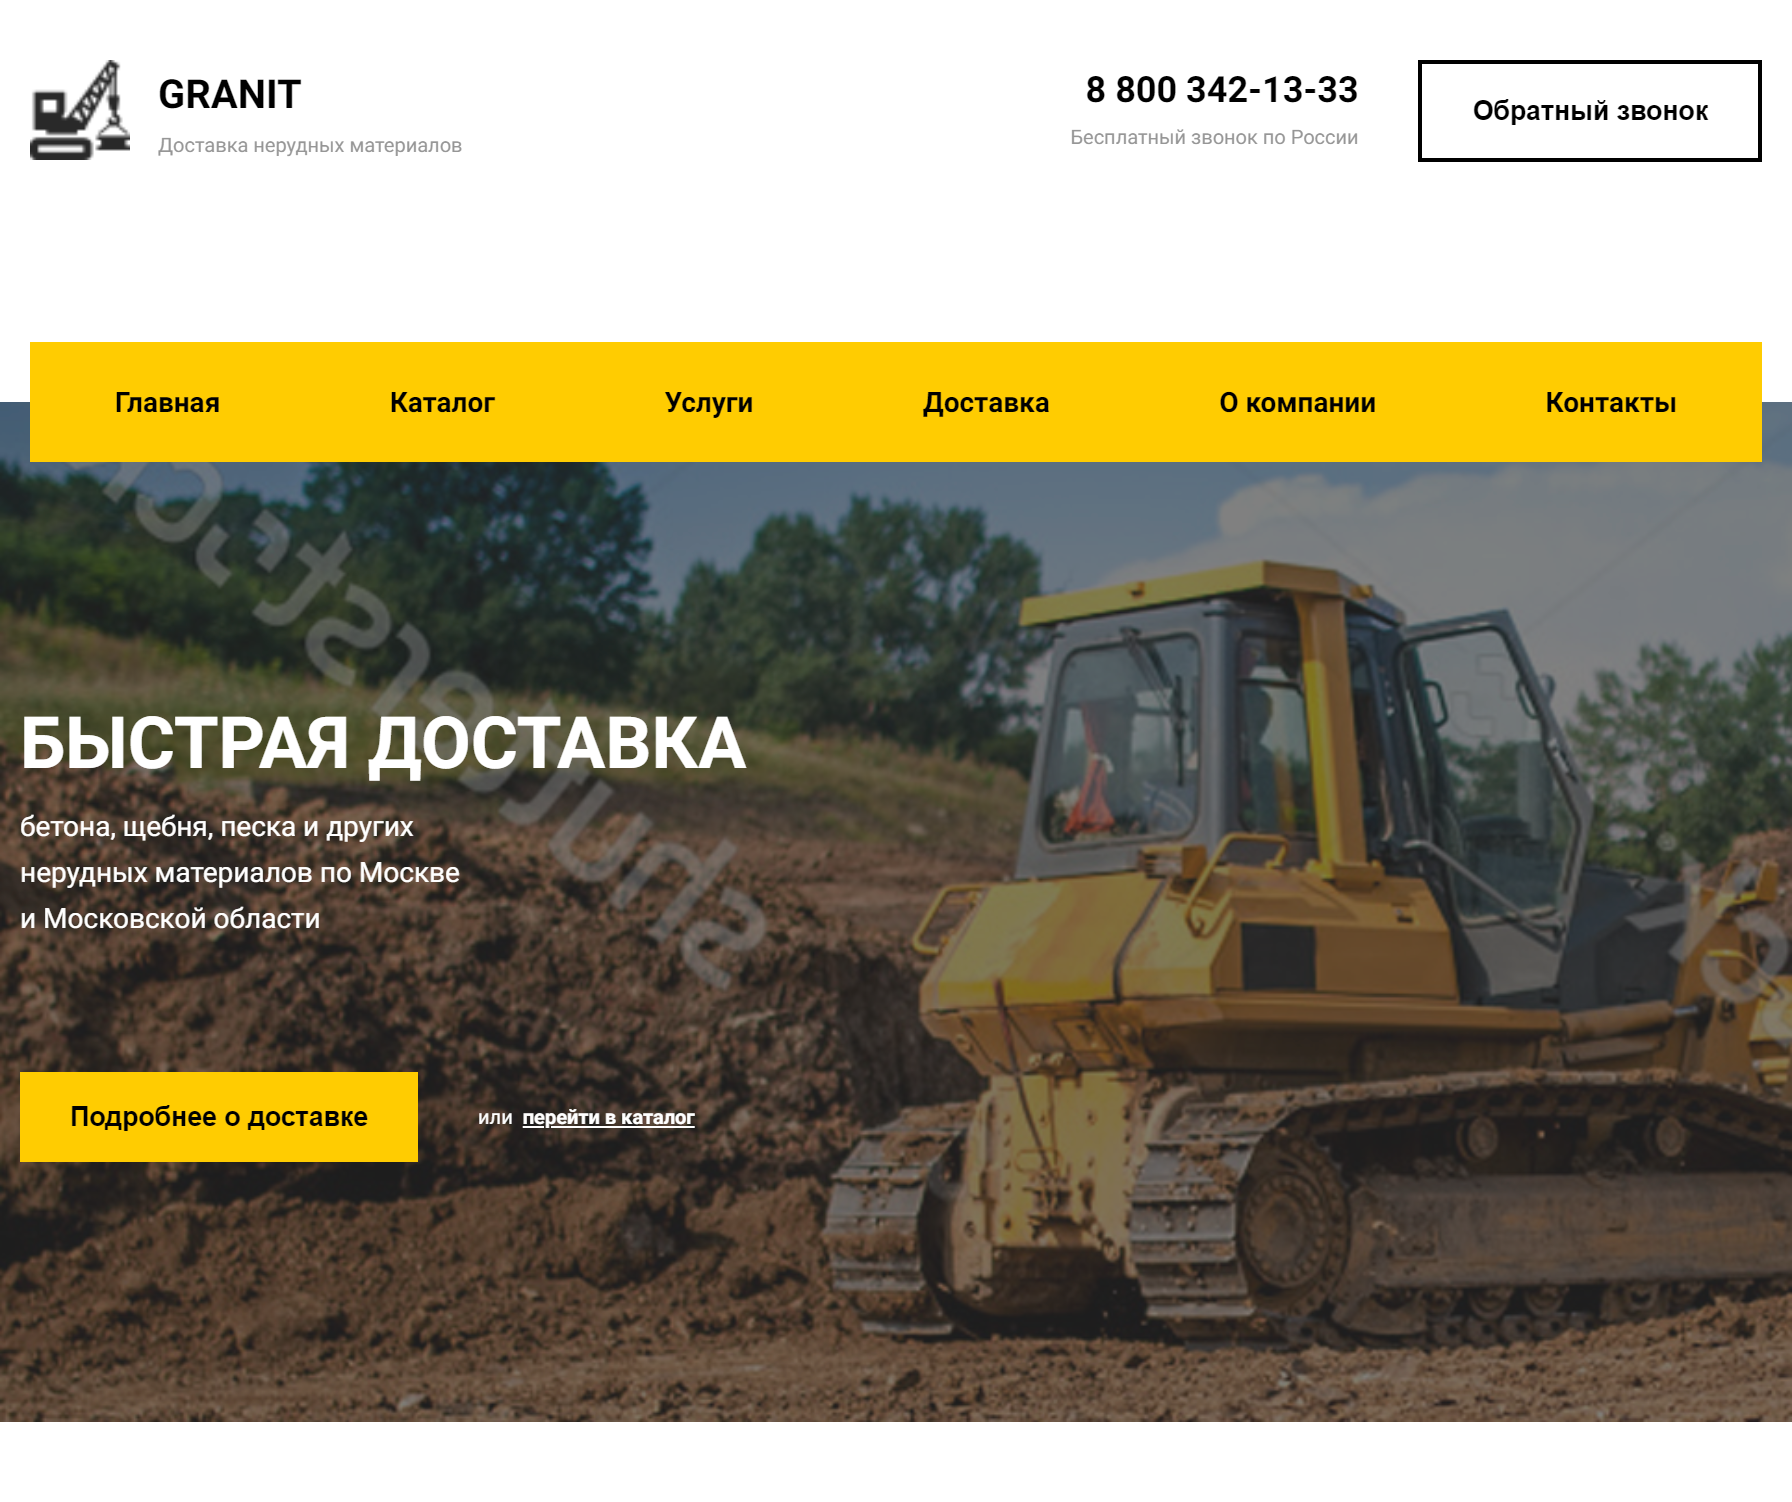 GRANIT
Доставка нерудных материалов
8 800 342-13-33
Бесплатный звонок по России
Обратный звонок
Главная Каталог Услуги Доставка О компании Контакты
БЫСТРАЯ ДОСТАВКА
бетона, щебня, песка и других
нерудных материалов по Москве
и Московской области
Подробнее о доставке
или перейти в каталог